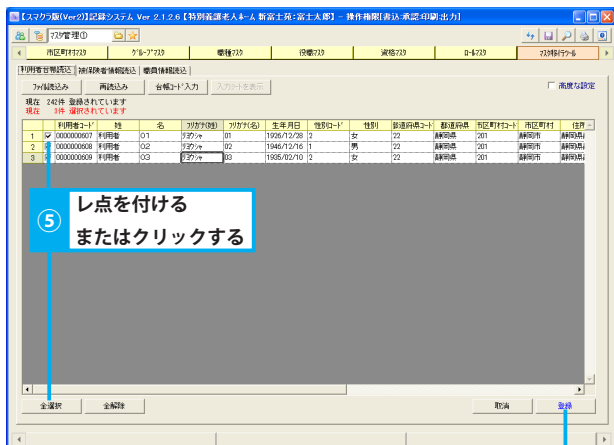 【スマクラ版(Ver2)】記録システム Ver 2.1.2.6 【特別養護老人ホーム 新富士苑:富士太郎】 - 操作権限[書込:承認:印刷:出力]
マスタ管理①
市区町村マスタ グループマスタ 職種マスタ 役職マスタ 資格マスタ ロールマスタ マスタ移行ツール
利用者台帳読込 被保険者情報読込 職員情報読込
ファイル読込み 再読込み 台帳コード入力 入力コードを表示 高度な設定
現在 242件 登録されています
現在 3件 選択されています
利用者コード 姓 名 フリガナ(姓) フリガナ(名) 生年月日 性別コード 性別 都道府県コード 都道府県 市区町村コード 市区町村 住所
1 0000000607 利用者 01 リヨウシャ 01 1926/12/28 2 女 22 静岡県 201 静岡市 静岡県
2 0000000608 利用者 02 リヨウシャ 02 1946/12/16 1 男 22 静岡県 201 静岡市 静岡県
3 0000000609 利用者 03 リヨウシャ 03 1935/02/10 2 女 22 静岡県 201 静岡市 静岡県
⑤ レ点を付ける
またはクリックする
全選択 全解除 取消 登録